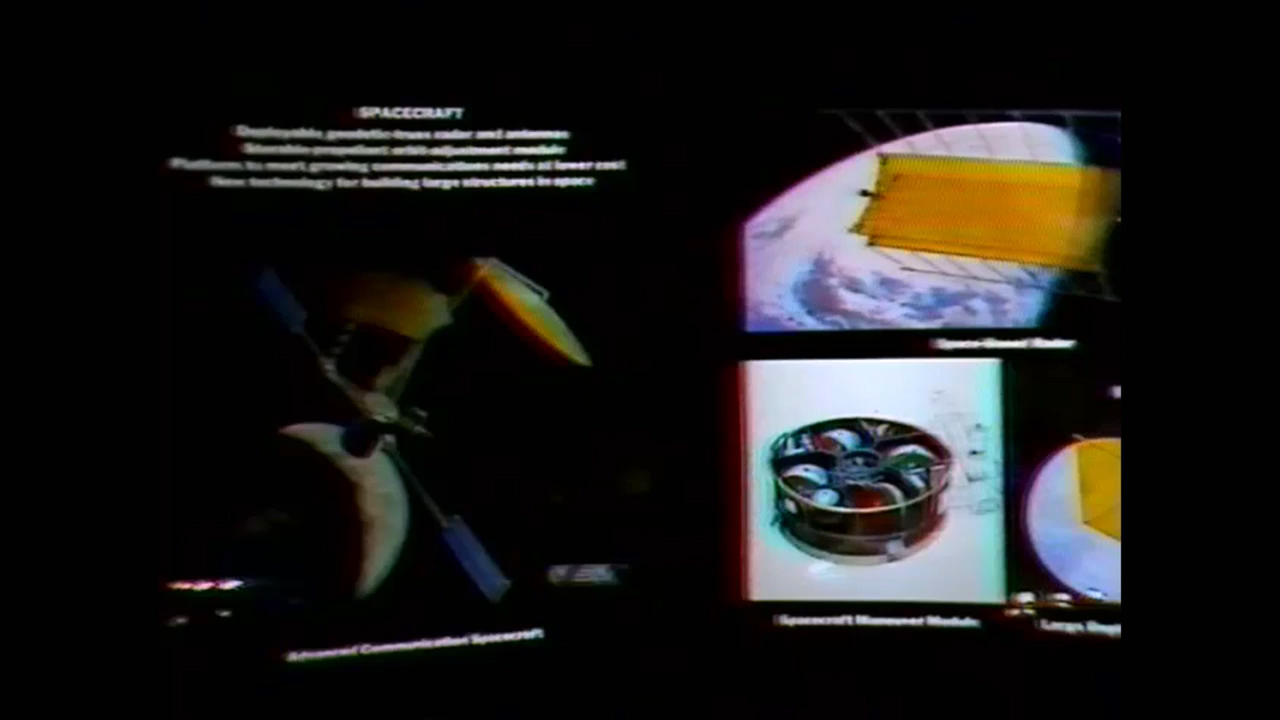 SPACECRAFT
Deployable geodetic truss radar and antennas
Storable propellant orbit adjustment module
Platform to meet growing communications needs at lower cost
New technology for building large structures in space
Space Based Radar
Spacecraft Maneuver Module
Large
Advanced Communication Spacecraft